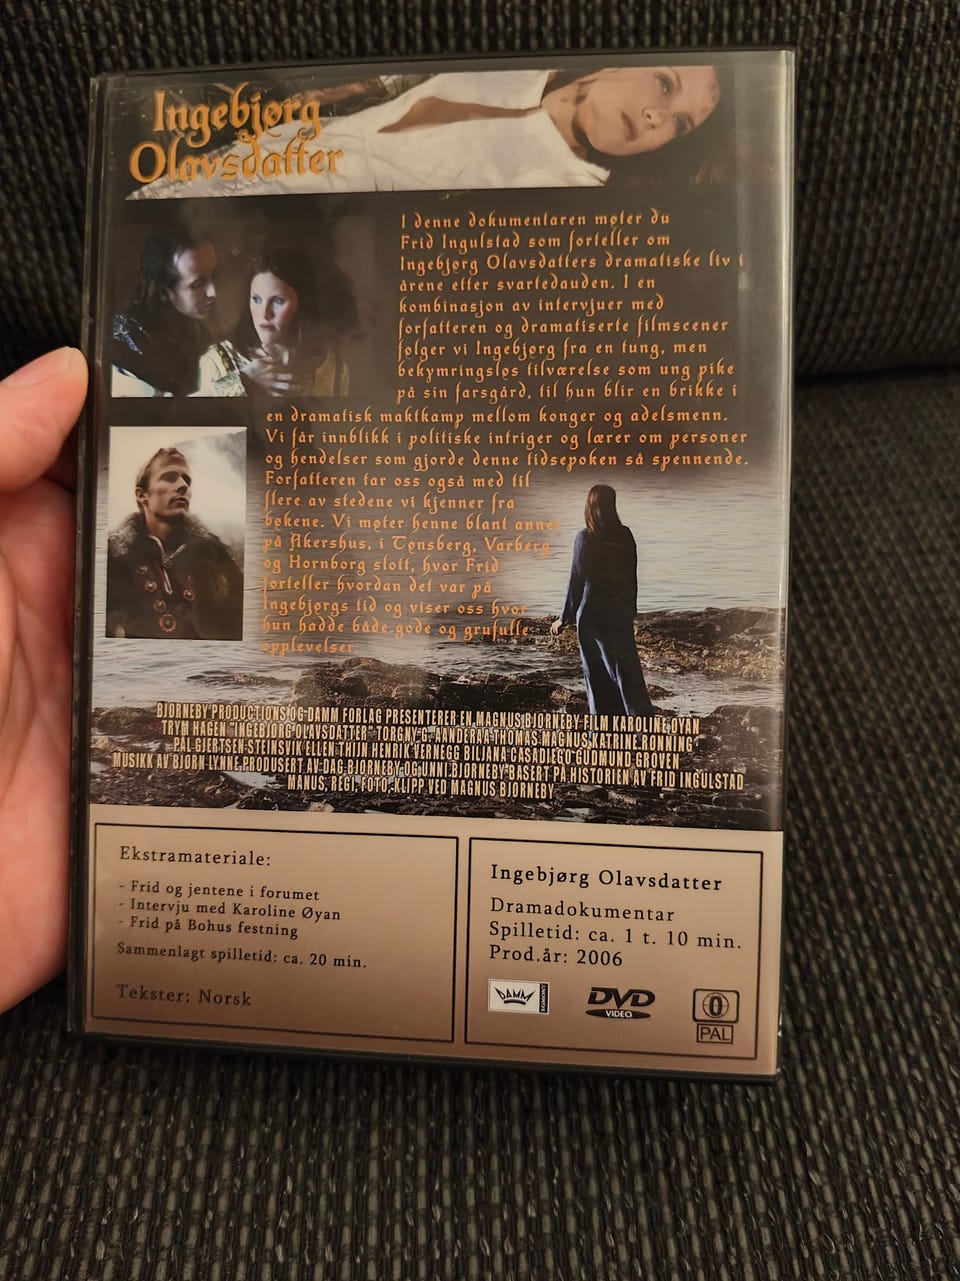 Ingebjørg
Olavsdatter
I denne dokumentaren møter du
Frid Ingulstad som forteller om
Ingebjørg Olavsdatters dramatiske liv i
årene etter svartedauden. I en
kombinasjon av intervjuer med
forfatteren og dramatiserte filmscener
følger vi Ingebjørg fra en tung, men
bekymringsløs tilværelse som ung pike
på sin farsgård, til hun blir en brikke i
en dramatisk maktkamp mellom konger og adelsmenn.
Vi får innblikk i politiske intriger og lærer om personer
og hendelser som gjorde denne tidsepoken så spennende.
Forfatteren tar oss også med til
flere av stedene vi kjenner fra
bøkene. Vi møter henne blant annet
på Akershus, i Tønsberg, Varberg
og Hornborg slott, hvor Frid
forteller hvordan det var på
Ingebjørgs tid og viser oss hvor
hun hadde både gode og grufulle
opplevelser.
BJØRNEBY PRODUCTIONS OG DAMM FORLAG PRESENTERER EN MAGNUS BJØRNEBY FILM KAROLINE ØYAN
TRYM HAGEN "INGEBJØRG OLAVSDATTER" TORGNY G. AANDERAA THOMAS MAGNUS KATRINE RØNNING
PÅL GJERTSEN STEINSVIK ELLEN THIJN HENRIK VERNEGG BILJANA CASADIEGO GUDMUND GROVEN
MUSIKK AV BJØRN LYNNE PRODUSERT AV DAG BJØRNEBY OG UNNI BJØRNEBY BASERT PÅ HISTORIEN AV FRID INGULSTAD
MANUS, REGI, FOTO, KLIPP VED MAGNUS BJØRNEBY
Ekstramateriale:
- Frid og jentene i forumet
- Intervju med Karoline Øyan
- Frid på Bohus festning
Sammenlagt spilletid: ca. 20 min.
Tekster: Norsk
Ingebjørg Olavsdatter
Dramadokumentar
Spilletid: ca. 1 t. 10 min.
Prod.år: 2006
DAMM EGMONT
DVD
VIDEO
0
PAL